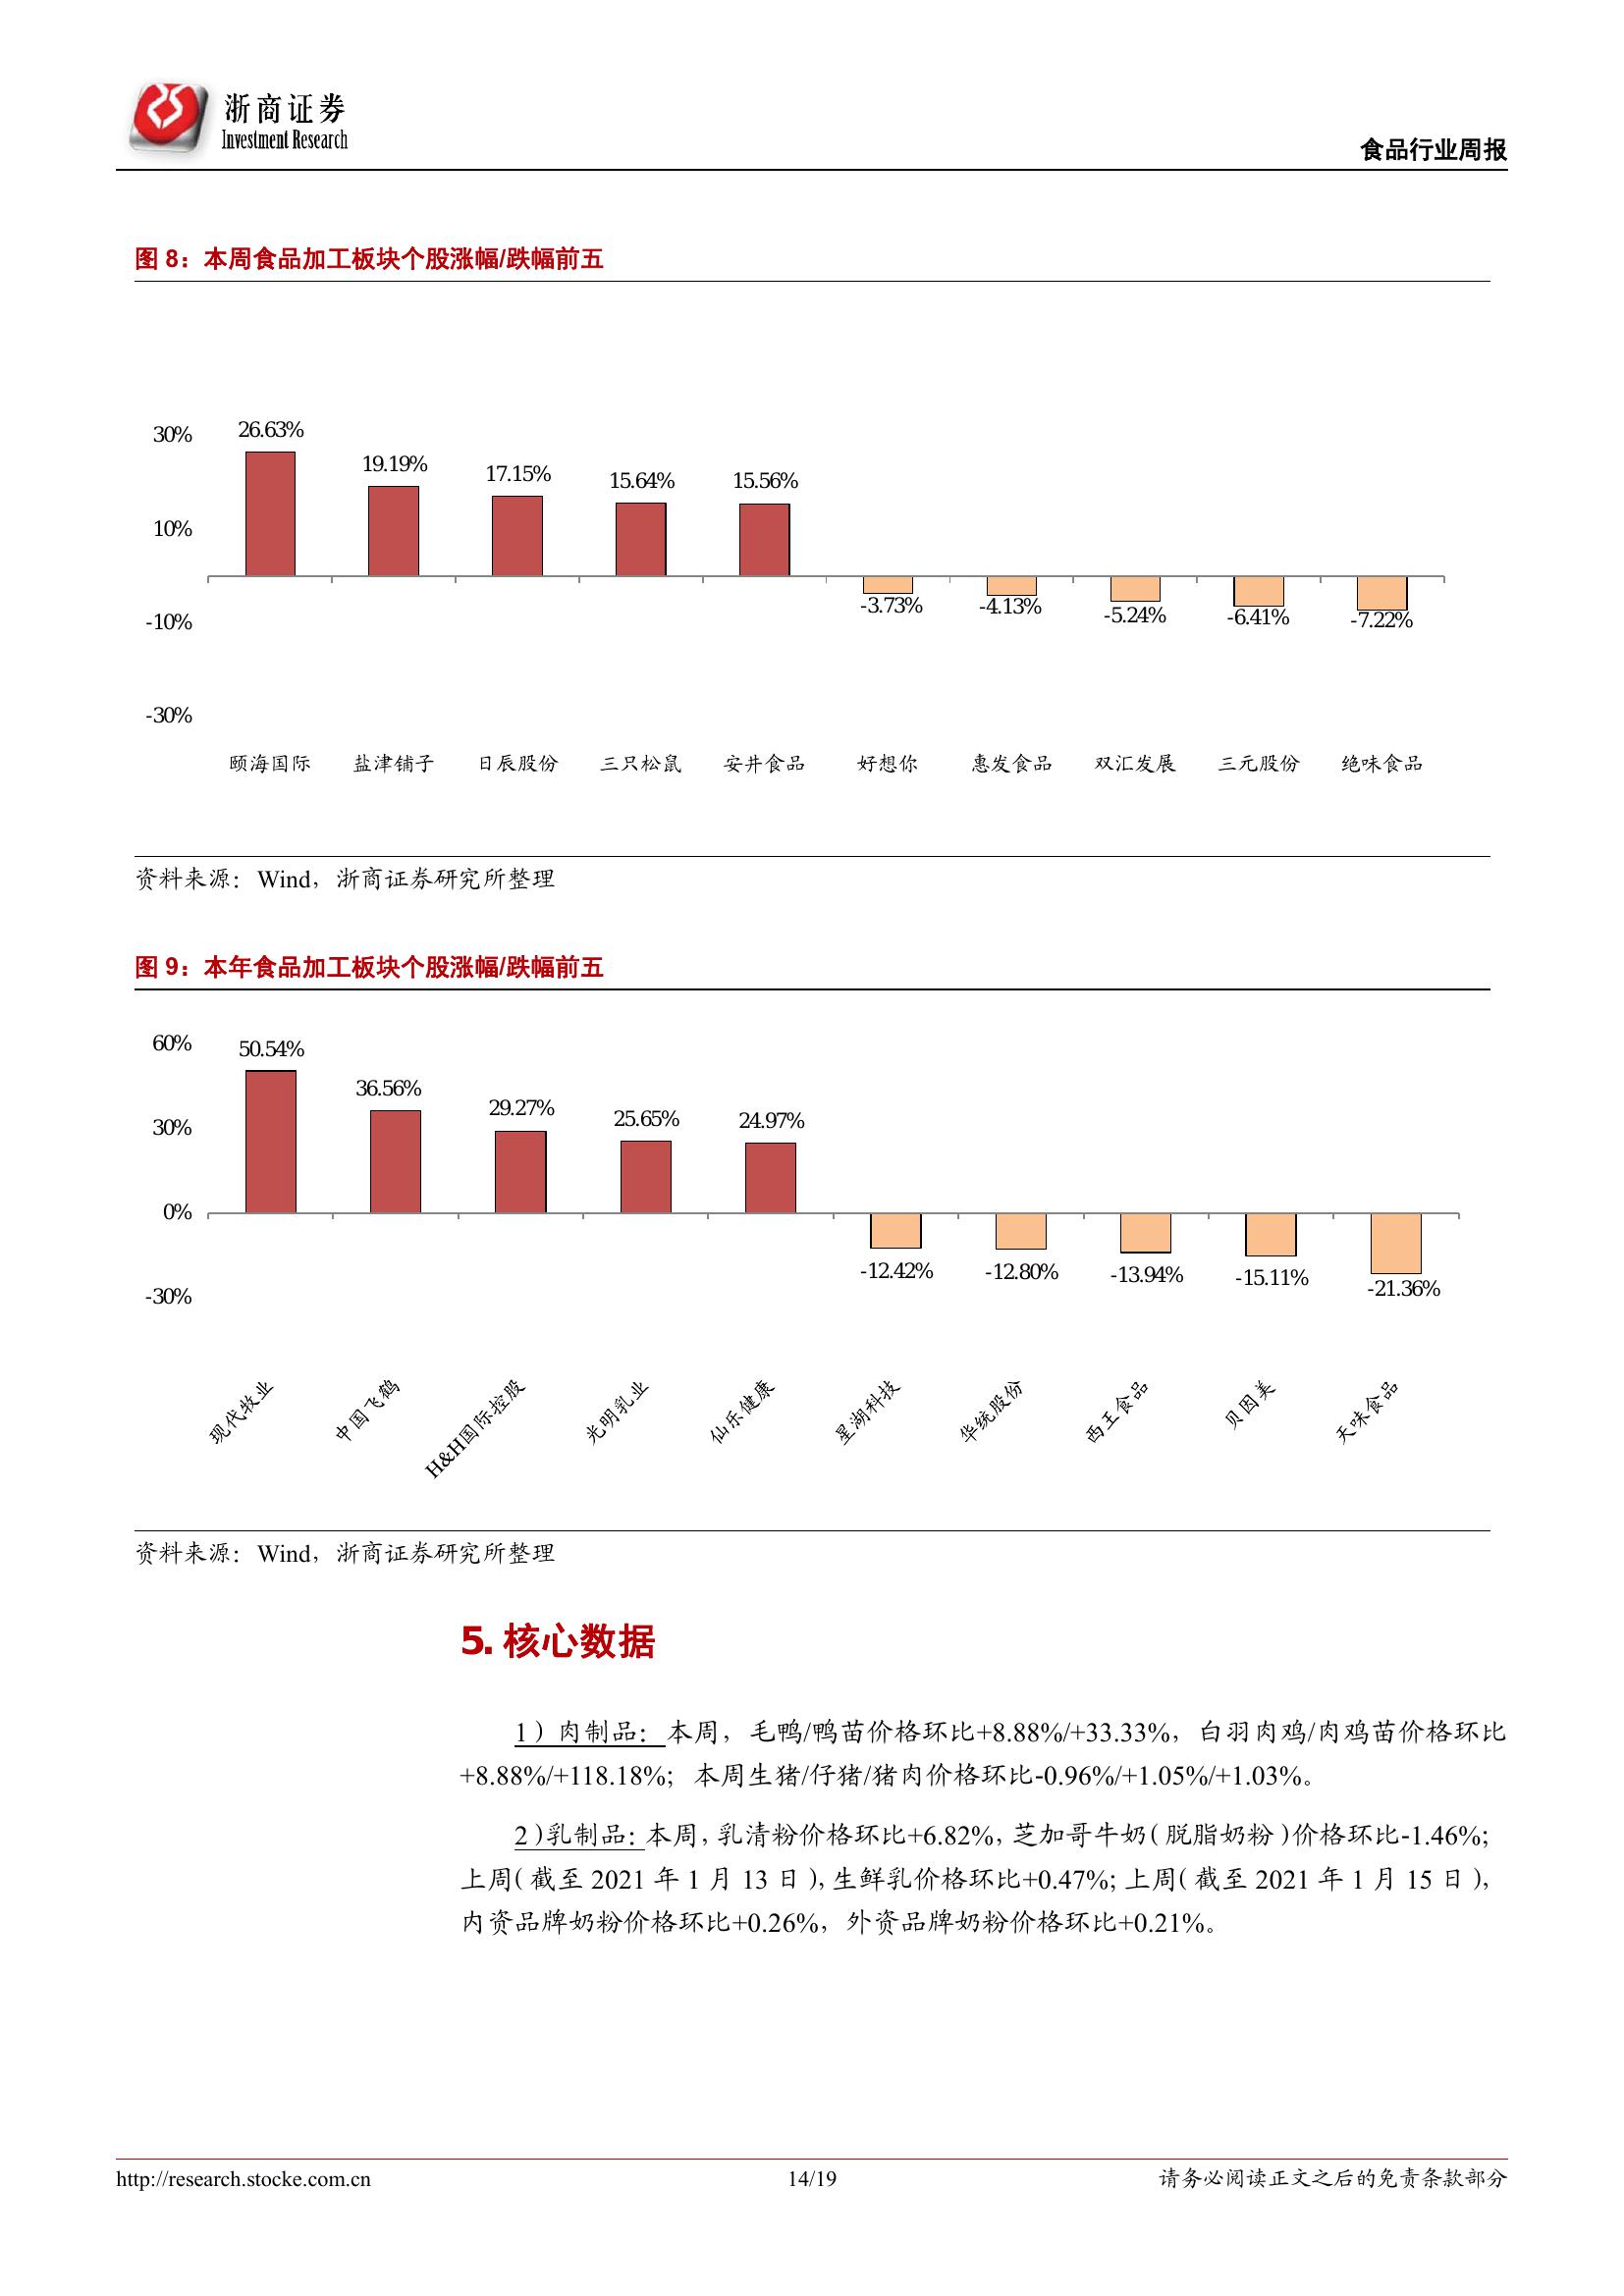 浙商证券
Investment Research
食品行业周报
图 8：本周食品加工板块个股涨幅/跌幅前五
30%
10%
-10%
-30%
26.63%
19.19%
17.15%
15.64%
15.56%
-3.73%
-4.13%
-5.24%
-6.41%
-7.22%
颐海国际
盐津铺子
日辰股份
三只松鼠
安井食品
好想你
惠发食品
双汇发展
三元股份
绝味食品
资料来源：Wind，浙商证券研究所整理
图 9：本年食品加工板块个股涨幅/跌幅前五
60%
30%
0%
-30%
50.54%
36.56%
29.27%
25.65%
24.97%
-12.42%
-12.80%
-13.94%
-15.11%
-21.36%
现代牧业
中国飞鹤
H&H国际控股
光明乳业
仙乐健康
星湖科技
华统股份
西王食品
贝因美
天味食品
资料来源：Wind，浙商证券研究所整理
5. 核心数据
1）肉制品：本周，毛鸭/鸭苗价格环比+8.88%/+33.33%，白羽肉鸡/肉鸡苗价格环比
+8.88%/+118.18%；本周生猪/仔猪/猪肉价格环比-0.96%/+1.05%/+1.03%。
2）乳制品：本周，乳清粉价格环比+6.82%，芝加哥牛奶（脱脂奶粉）价格环比-1.46%；
上周（截至 2021 年 1 月 13 日），生鲜乳价格环比+0.47%；上周（截至 2021 年 1 月 15 日），
内资品牌奶粉价格环比+0.26%，外资品牌奶粉价格环比+0.21%。
http://research.stocke.com.cn
14/19
请务必阅读正文之后的免责条款部分